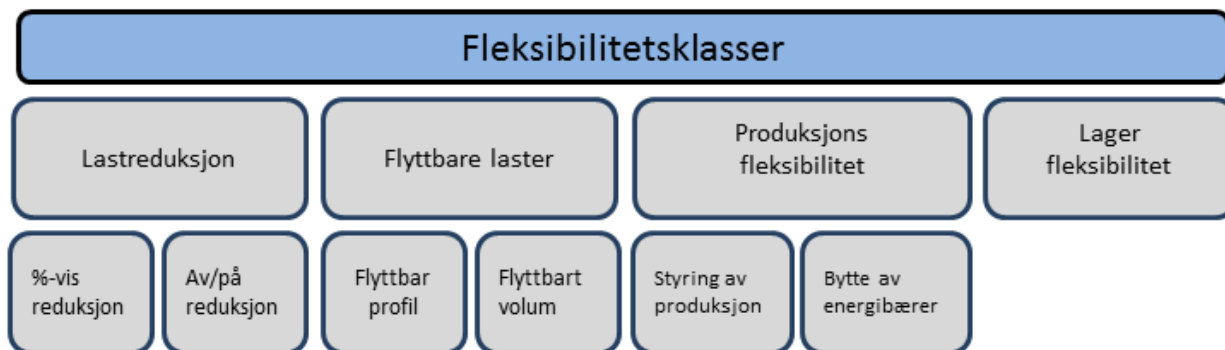 Fleksibilitetsklasser
Lastreduksjon
Flyttbare laster
Produksjons
fleksibilitet
Lager
fleksibilitet
%-vis
reduksjon
Av/på
reduksjon
Flyttbar
profil
Flyttbart
volum
Styring av
produksjon
Bytte av
energibærer